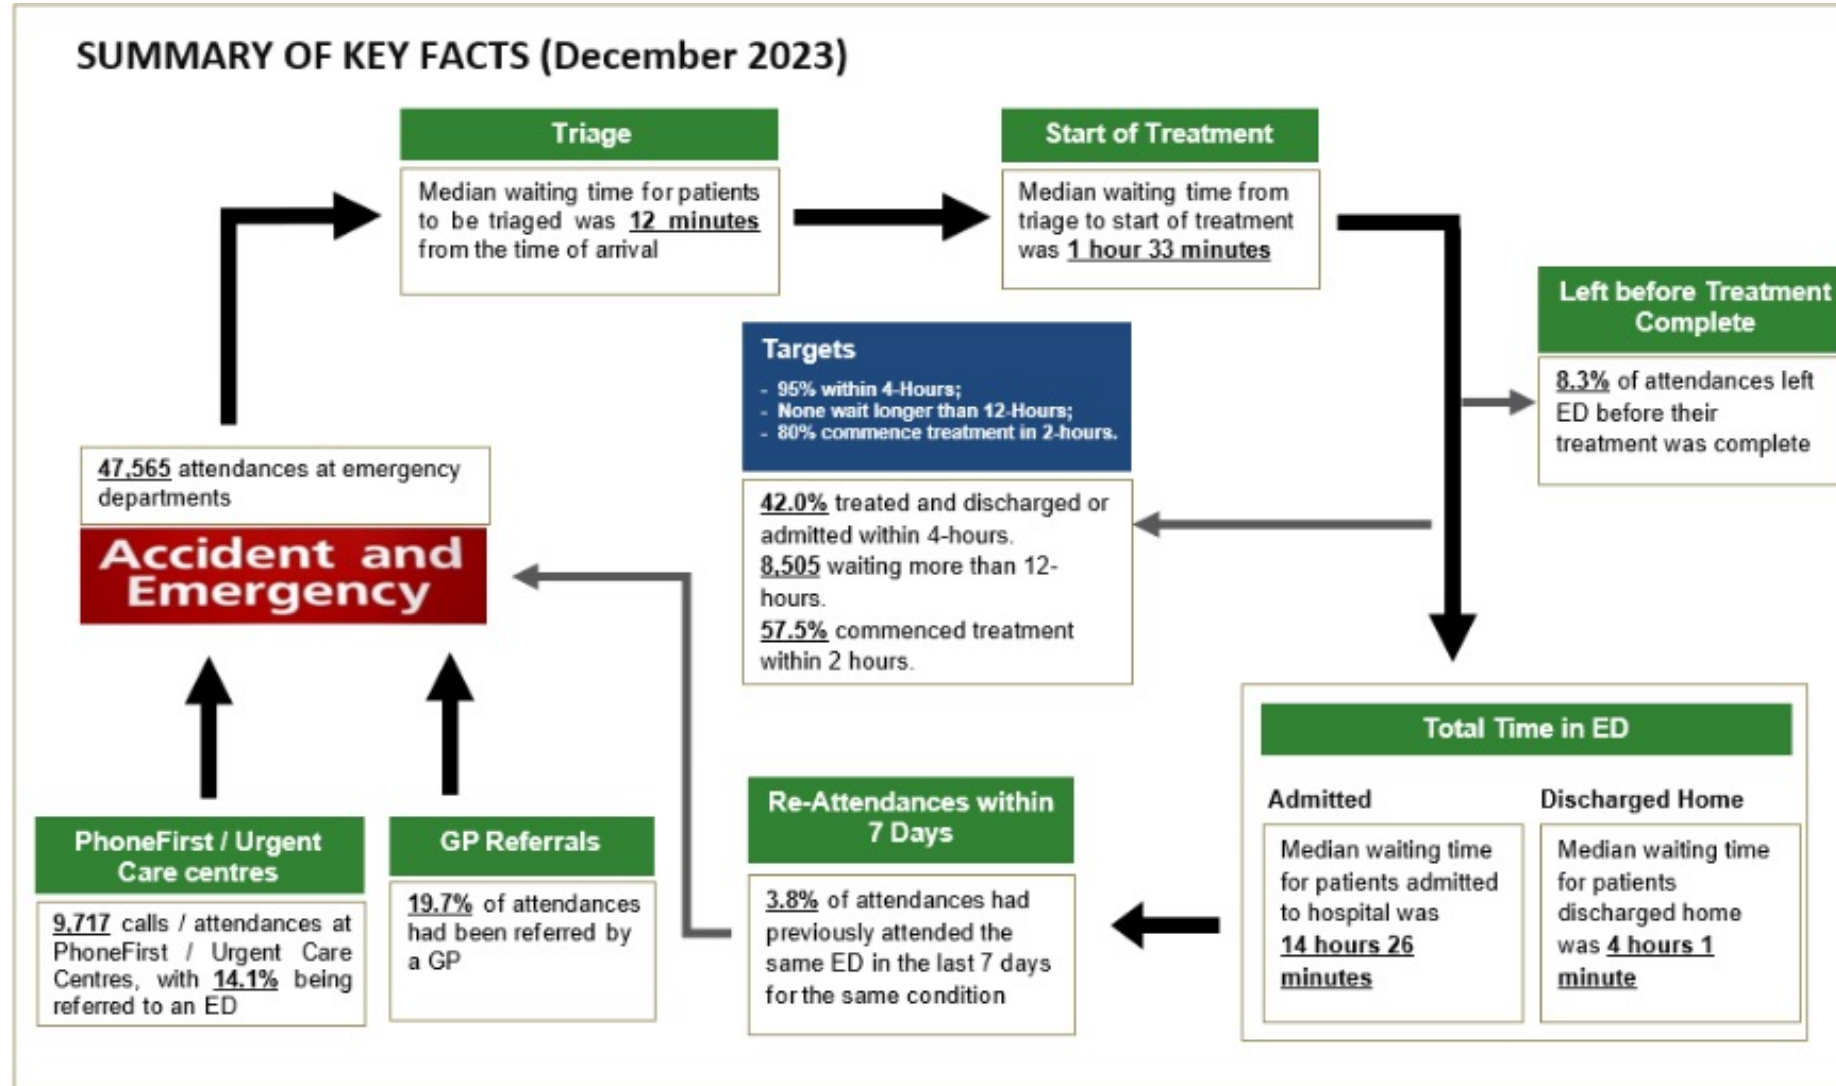 SUMMARY OF KEY FACTS (December 2023)
Triage
Median waiting time for patients
to be triaged was 12 minutes
from the time of arrival
Start of Treatment
Median waiting time from
triage to start of treatment
was 1 hour 33 minutes
Left before Treatment
Complete
8.3% of attendances left
ED before their
treatment was complete
Targets
- 95% within 4-Hours;
- None wait longer than 12-Hours;
- 80% commence treatment in 2-hours.
42.0% treated and discharged or
admitted within 4-hours.
8,505 waiting more than 12-
hours.
57.5% commenced treatment
within 2 hours.
47,565 attendances at emergency
departments
Accident and
Emergency
PhoneFirst / Urgent
Care centres
9,717 calls / attendances at
PhoneFirst / Urgent Care
Centres, with 14.1% being
referred to an ED
GP Referrals
19.7% of attendances
had been referred by
a GP
Re-Attendances within
7 Days
3.8% of attendances had
previously attended the
same ED in the last 7 days
for the same condition
Total Time in ED
Admitted
Median waiting time
for patients admitted
to hospital was
14 hours 26
minutes
Discharged Home
Median waiting time
for patients
discharged home
was 4 hours 1
minute